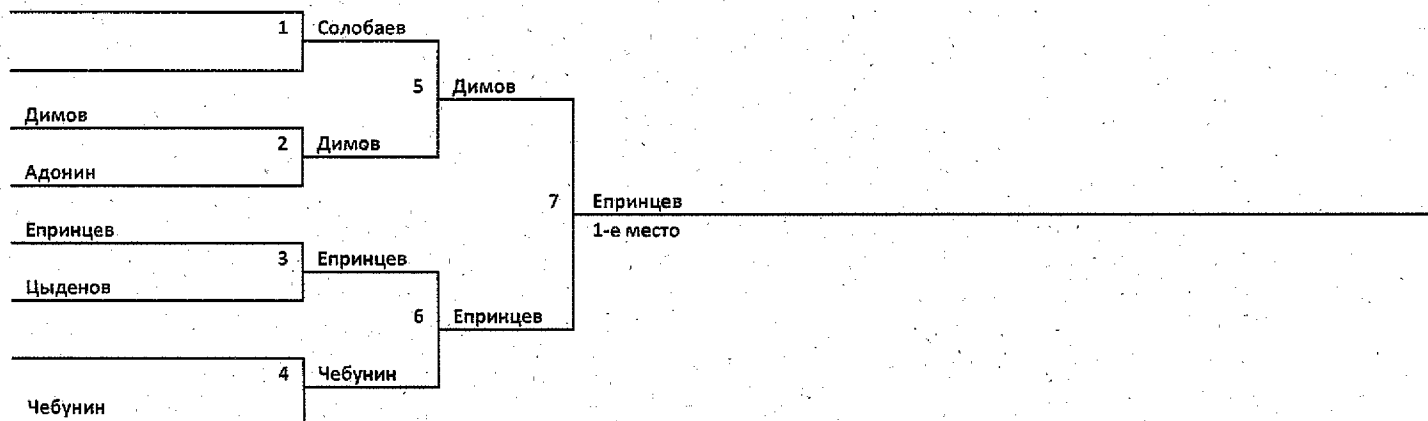 1 Солобаев
5 Димов
Димов
2 Димов
Адонин
7 Епринцев
1-е место
Епринцев
3 Епринцев
Цыденов
6 Епринцев
4 Чебунин
Чебунин